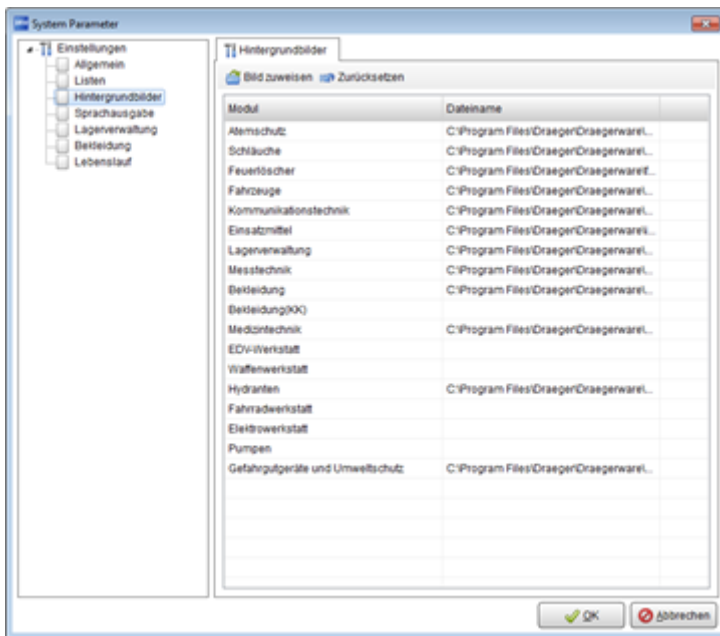 System Parameter
Einstellungen
Allgemein
Listen
Hintergrundbilder
Sprachausgabe
Lagerverwaltung
Bekleidung
Lebenslauf
Hintergrundbilder
Bild zuweisen Zurücksetzen
Modul Dateiname
Atemschutz C:\Program Files\Draeger\Draegerware\...
Schläuche C:\Program Files\Draeger\Draegerware\...
Feuerlöscher C:\Program Files\Draeger\Draegerware\f...
Fahrzeuge C:\Program Files\Draeger\Draegerware\...
Kommunikationstechnik C:\Program Files\Draeger\Draegerware\...
Einsatzmittel C:\Program Files\Draeger\Draegerware\i...
Lagerverwaltung C:\Program Files\Draeger\Draegerware\...
Messtechnik C:\Program Files\Draeger\Draegerware\...
Bekleidung C:\Program Files\Draeger\Draegerware\...
Bekleidung(KK)
Medizintechnik C:\Program Files\Draeger\Draegerware\...
EDV-Werkstatt
Waffenwerkstatt
Hydranten C:\Program Files\Draeger\Draegerware\...
Fahrradwerkstatt
Elektrowerkstatt
Pumpen
Gefahrgutgeräte und Umweltschutz C:\Program Files\Draeger\Draegerware\...
OK Abbrechen